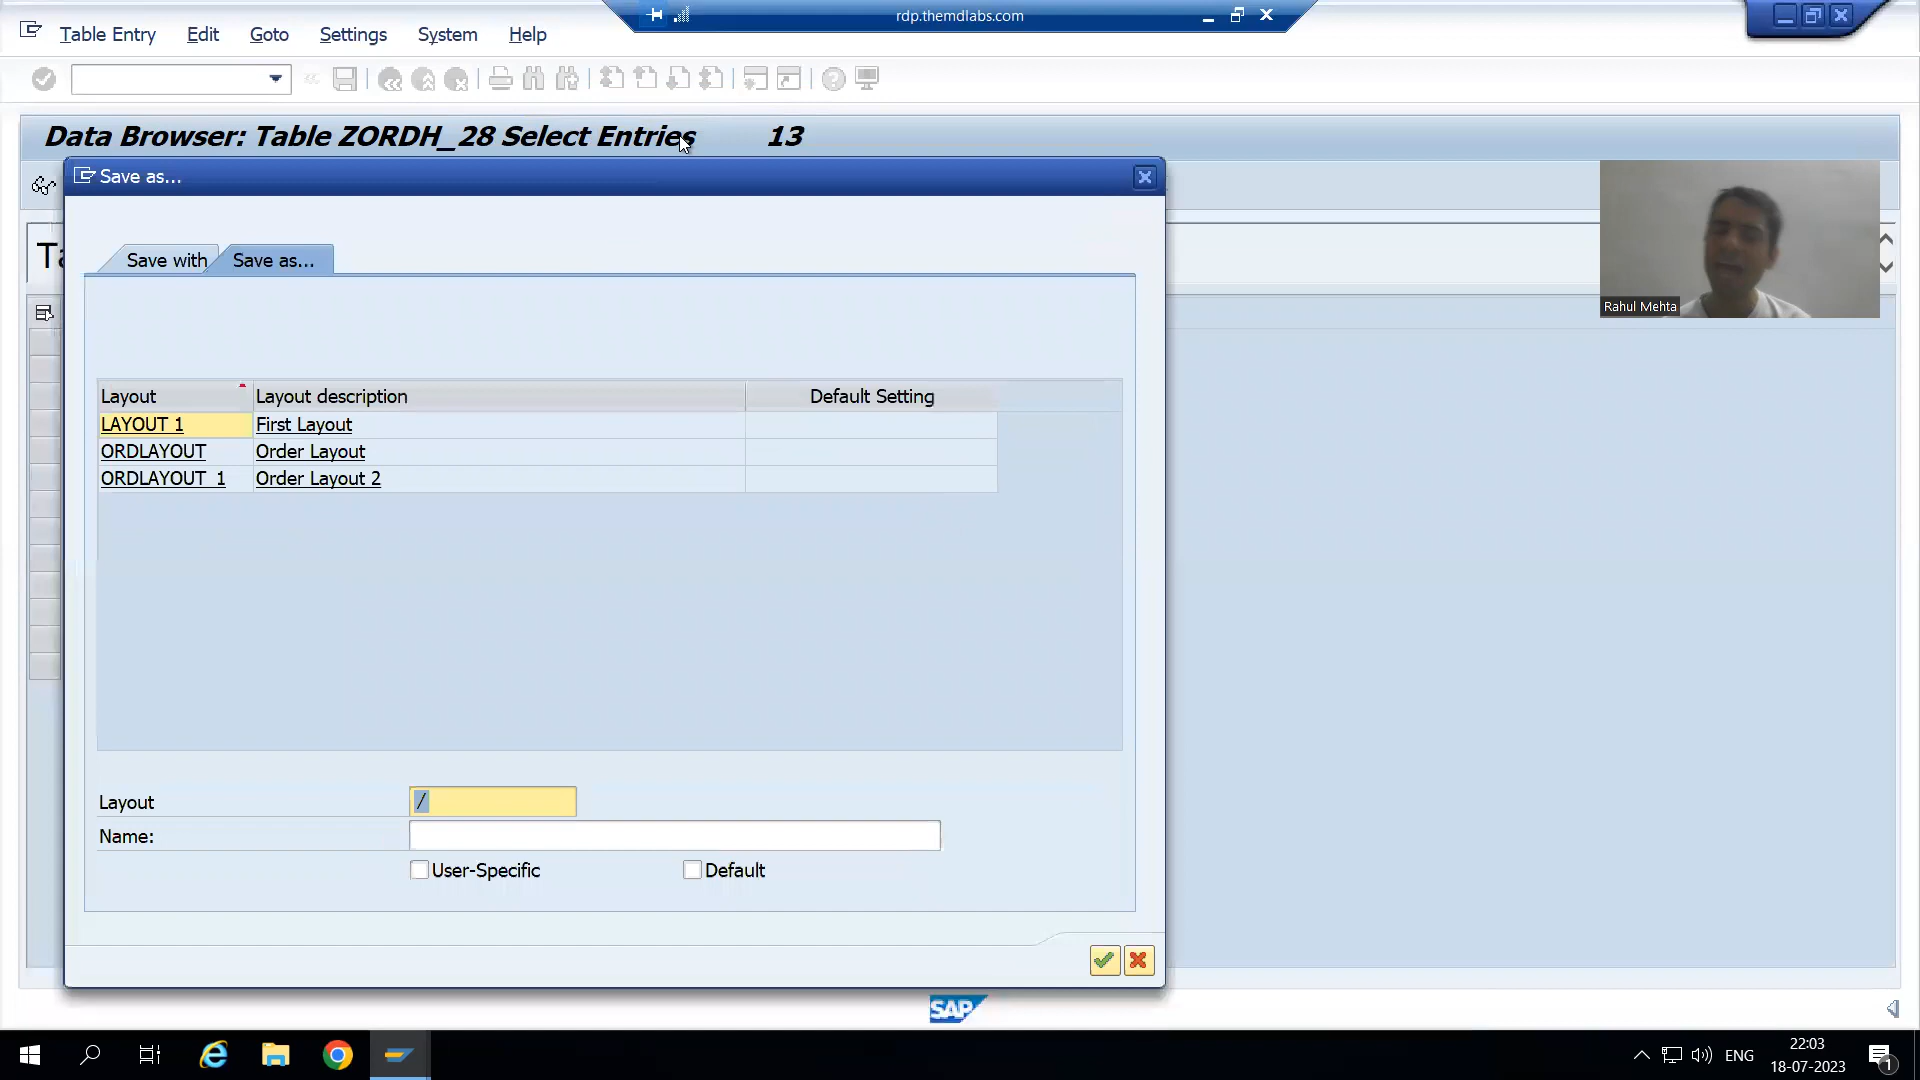 rdp.themdlabs.com
Table Entry Edit Goto Settings System Help
Data Browser: Table ZORDH_28 Select Entries 13
Save as...
Save with Save as...
Rahul Mehta
Layout Layout description Default Setting
LAYOUT 1 First Layout
ORDLAYOUT Order Layout
ORDLAYOUT_1 Order Layout 2
Layout /
Name:
User-Specific Default
SAP
ENG
22:03
18-07-2023
1